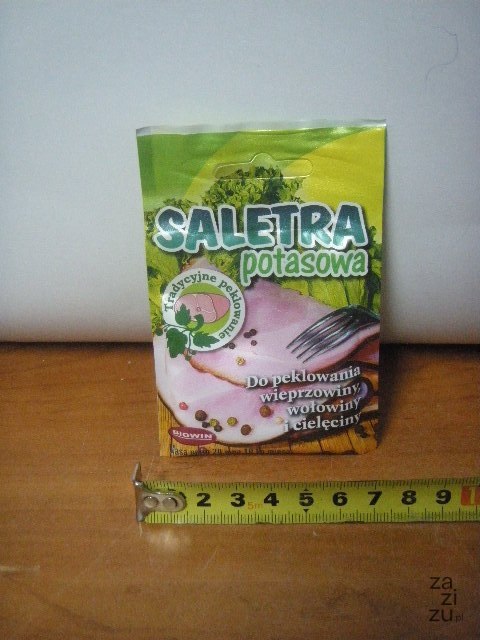 SALETRA
potasowa
Tradycyjne peklowanie
Do peklowania
wieprzowiny,
wołowiny
i cielęciny
BIOWIN
2 3 4 5 6 7 8 9 1
5m
za
zi
zu.pl